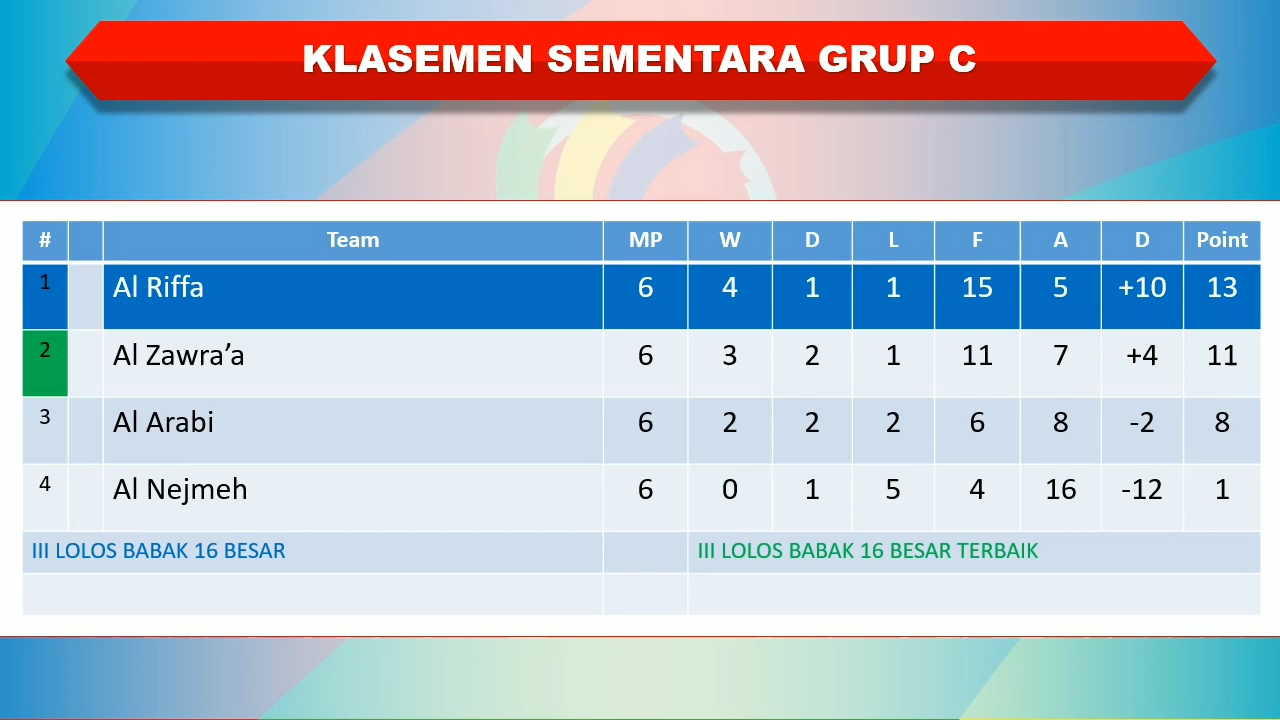 KLASEMEN SEMENTARA GRUP C
# Team MP W D L F A D Point
1 Al Riffa 6 4 1 1 15 5 +10 13
2 Al Zawra’a 6 3 2 1 11 7 +4 11
3 Al Arabi 6 2 2 2 6 8 -2 8
4 Al Nejmeh 6 0 1 5 4 16 -12 1
III LOLOS BABAK 16 BESAR III LOLOS BABAK 16 BESAR TERBAIK